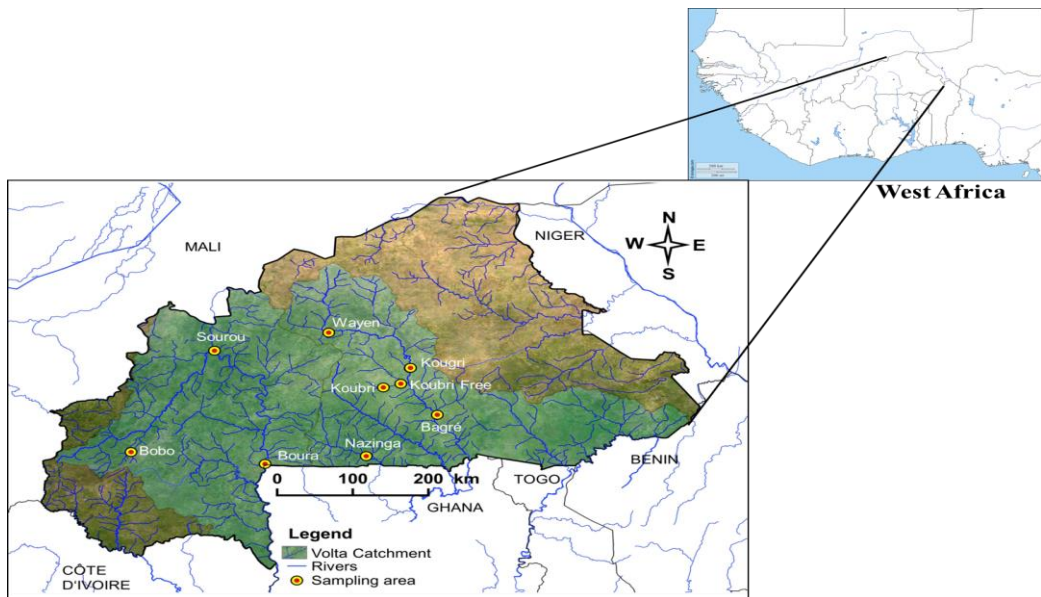 West Africa
MALI
NIGER
N
W E
S
Wayen
Sourou
Kougri
Koubri
Koubri Free
Bagré
Nazinga
Bobo
Boura
BENIN
TOGO
0 100 200 km
GHANA
Legend
Volta Catchment
Rivers
Sampling area
CÔTE
D'IVOIRE